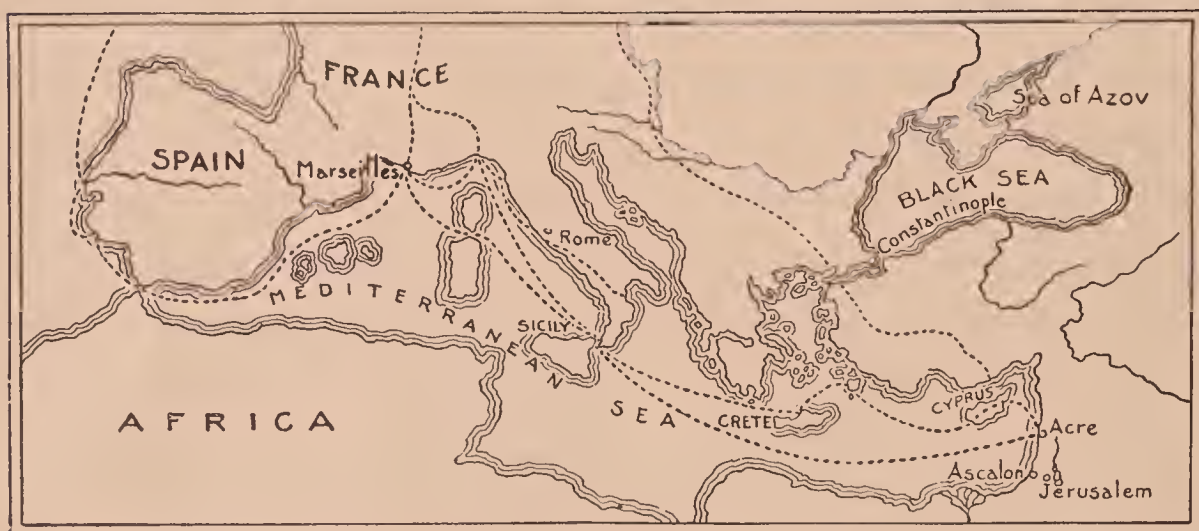 FRANCE
Sea of Azov
SPAIN
Marseilles
BLACK SEA
Constantinople
Rome
MEDITERRANEAN SEA
SICILY
AFRICA
CRETE
CYPRUS
Acre
Ascalon
Jerusalem